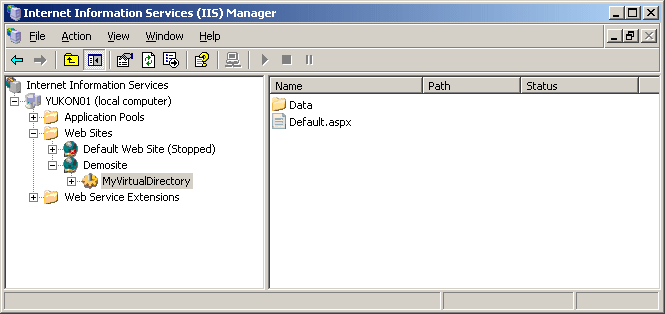 Internet Information Services (IIS) Manager
File Action View Window Help
Internet Information Services
YUKON01 (local computer)
Application Pools
Web Sites
Default Web Site (Stopped)
Demosite
MyVirtualDirectory
Web Service Extensions
Name Path Status
Data
Default.aspx